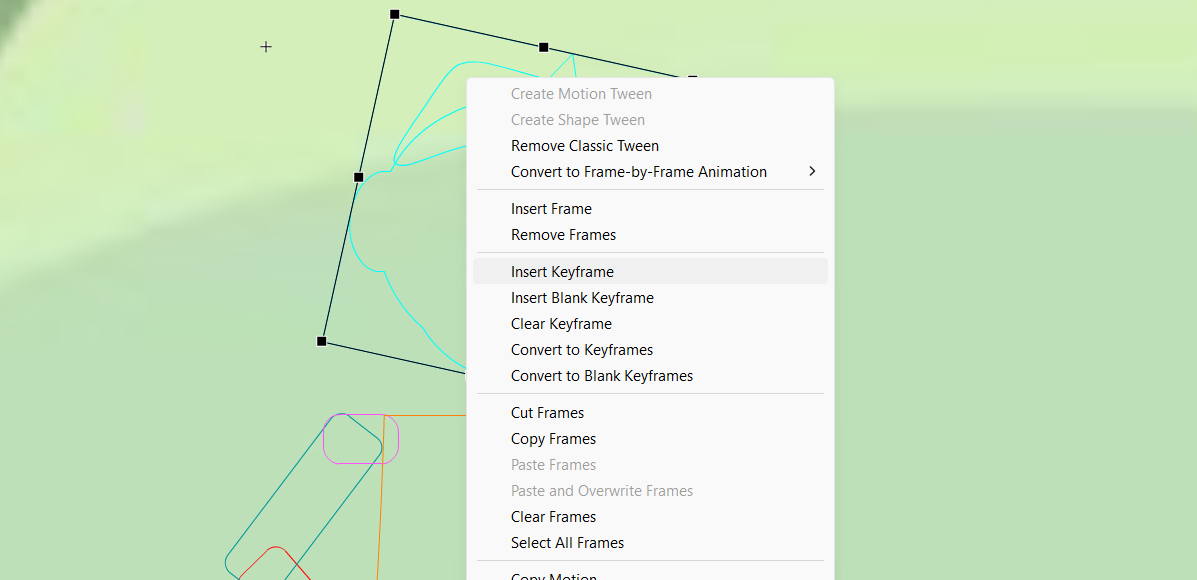 Create Motion Tween
Create Shape Tween
Remove Classic Tween
Convert to Frame-by-Frame Animation
Insert Frame
Remove Frames
Insert Keyframe
Insert Blank Keyframe
Clear Keyframe
Convert to Keyframes
Convert to Blank Keyframes
Cut Frames
Copy Frames
Paste Frames
Paste and Overwrite Frames
Clear Frames
Select All Frames
Copy Motion